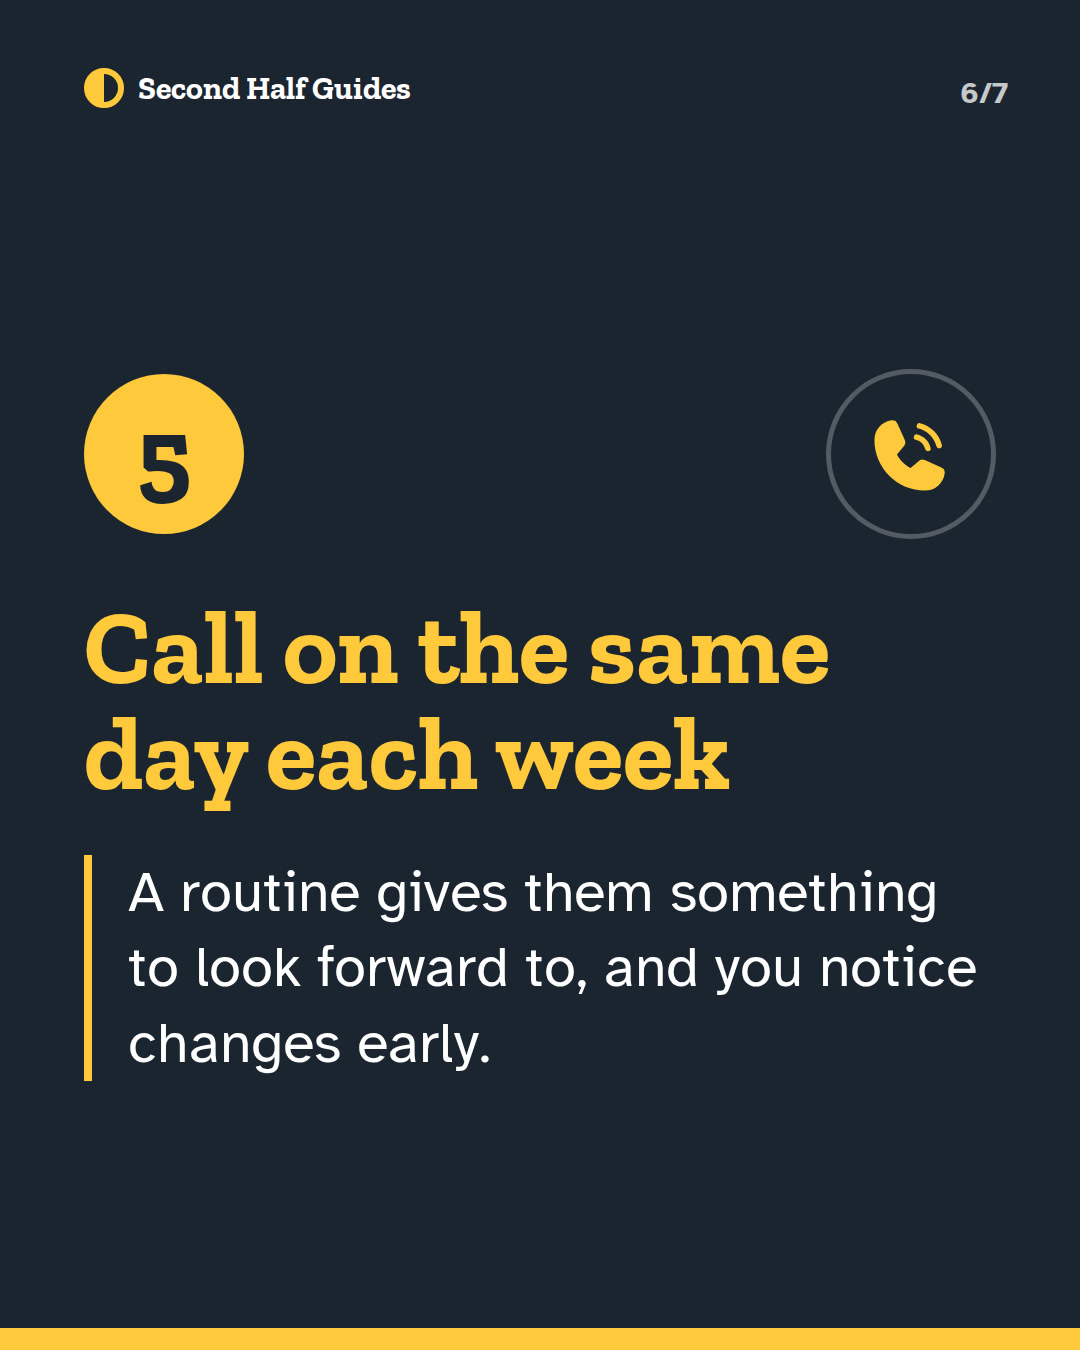 Second Half Guides
6/7
5
Call on the same
day each week
A routine gives them something
to look forward to, and you notice
changes early.